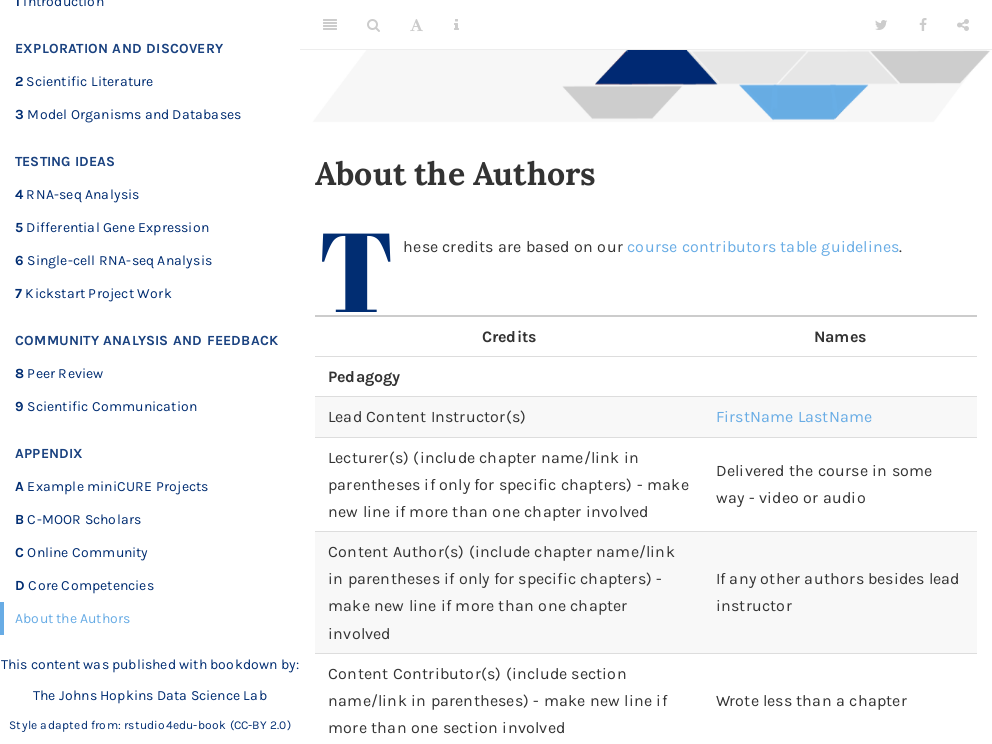 1 Introduction
EXPLORATION AND DISCOVERY
2 Scientific Literature
3 Model Organisms and Databases
TESTING IDEAS
4 RNA-seq Analysis
5 Differential Gene Expression
6 Single-cell RNA-seq Analysis
7 Kickstart Project Work
COMMUNITY ANALYSIS AND FEEDBACK
8 Peer Review
9 Scientific Communication
APPENDIX
A Example miniCURE Projects
B C-MOOR Scholars
C Online Community
D Core Competencies
About the Authors
This content was published with bookdown by:
The Johns Hopkins Data Science Lab
Style adapted from: rstudio4edu-book (CC-BY 2.0)
About the Authors
These credits are based on our course contributors table guidelines.
Credits Names
Pedagogy
Lead Content Instructor(s) FirstName LastName
Lecturer(s) (include chapter name/link in
parentheses if only for specific chapters) - make
new line if more than one chapter involved
Delivered the course in some
way - video or audio
Content Author(s) (include chapter name/link
in parentheses if only for specific chapters) -
make new line if more than one chapter
involved
If any other authors besides lead
instructor
Content Contributor(s) (include section
name/link in parentheses) - make new line if
more than one section involved
Wrote less than a chapter